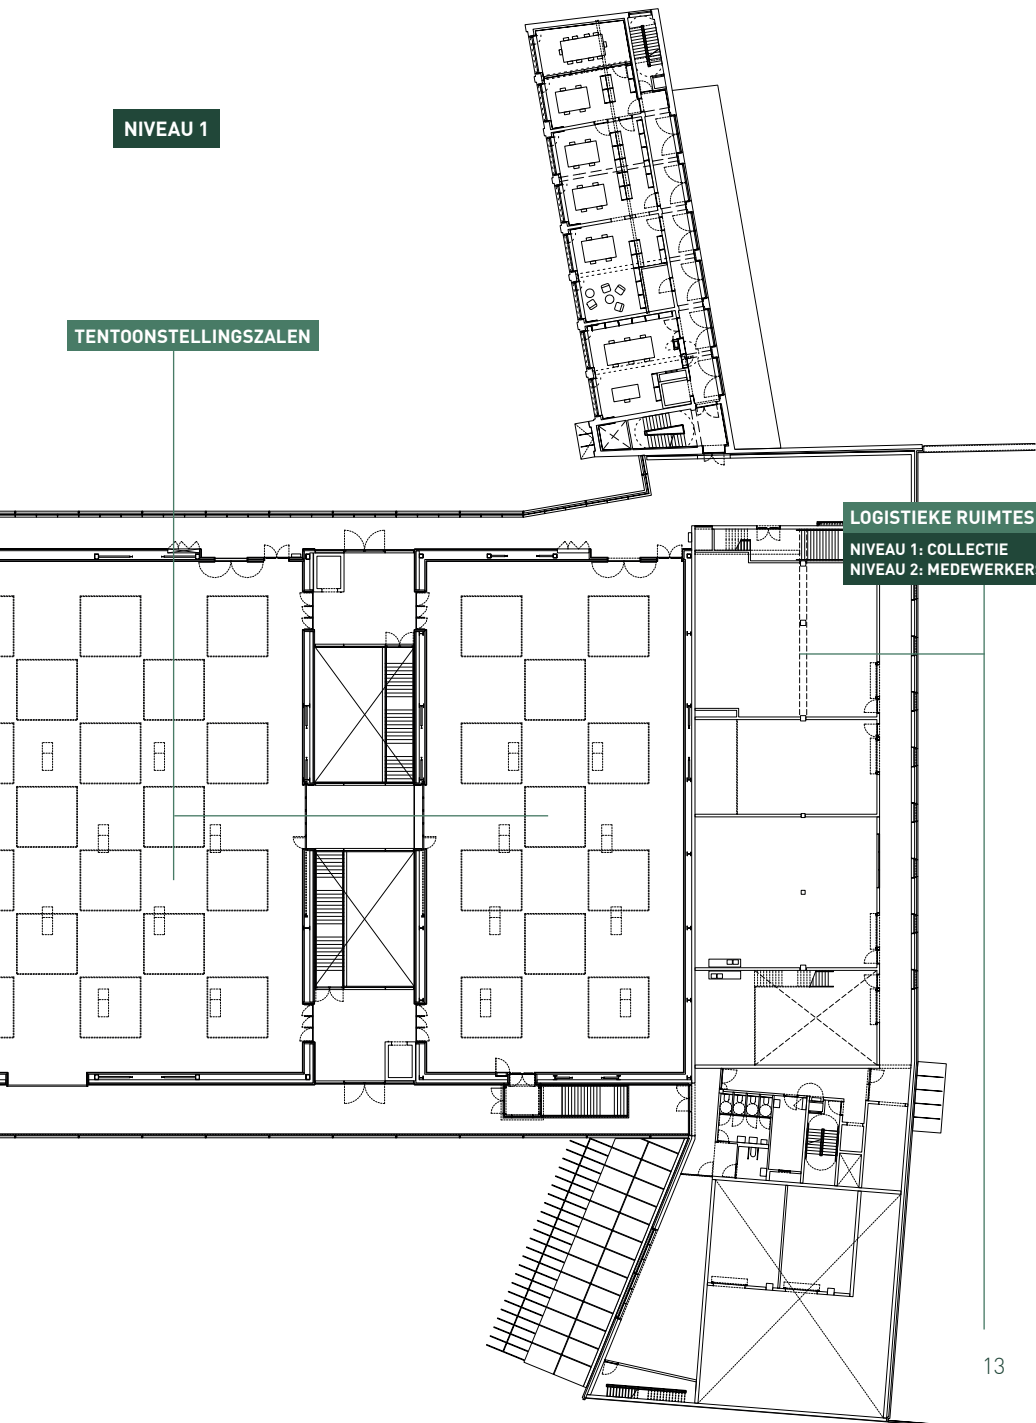 NIVEAU 1
TENTOONSTELLINGSZALEN
LOGISTIEKE RUIMTES
NIVEAU 1: COLLECTIE
NIVEAU 2: MEDEWERKER
13